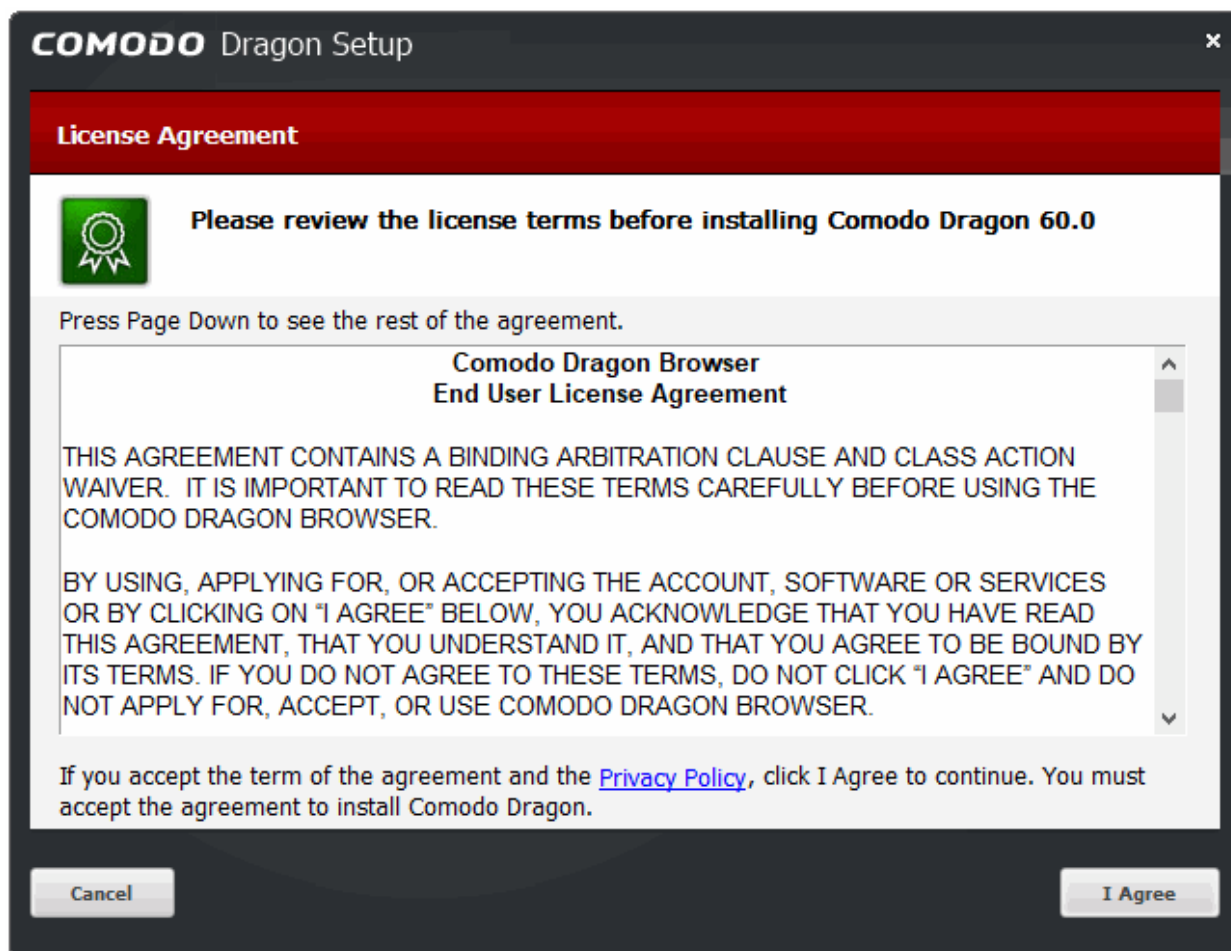 COMODO Dragon Setup
License Agreement
Please review the license terms before installing Comodo Dragon 60.0
Press Page Down to see the rest of the agreement.
Comodo Dragon Browser
End User License Agreement
THIS AGREEMENT CONTAINS A BINDING ARBITRATION CLAUSE AND CLASS ACTION
WAIVER.  IT IS IMPORTANT TO READ THESE TERMS CAREFULLY BEFORE USING THE
COMODO DRAGON BROWSER.
BY USING, APPLYING FOR, OR ACCEPTING THE ACCOUNT, SOFTWARE OR SERVICES
OR BY CLICKING ON “I AGREE” BELOW, YOU ACKNOWLEDGE THAT YOU HAVE READ
THIS AGREEMENT, THAT YOU UNDERSTAND IT, AND THAT YOU AGREE TO BE BOUND BY
ITS TERMS. IF YOU DO NOT AGREE TO THESE TERMS, DO NOT CLICK “I AGREE” AND DO
NOT APPLY FOR, ACCEPT, OR USE COMODO DRAGON BROWSER.
If you accept the term of the agreement and the Privacy Policy, click I Agree to continue. You must
accept the agreement to install Comodo Dragon.
Cancel
I Agree